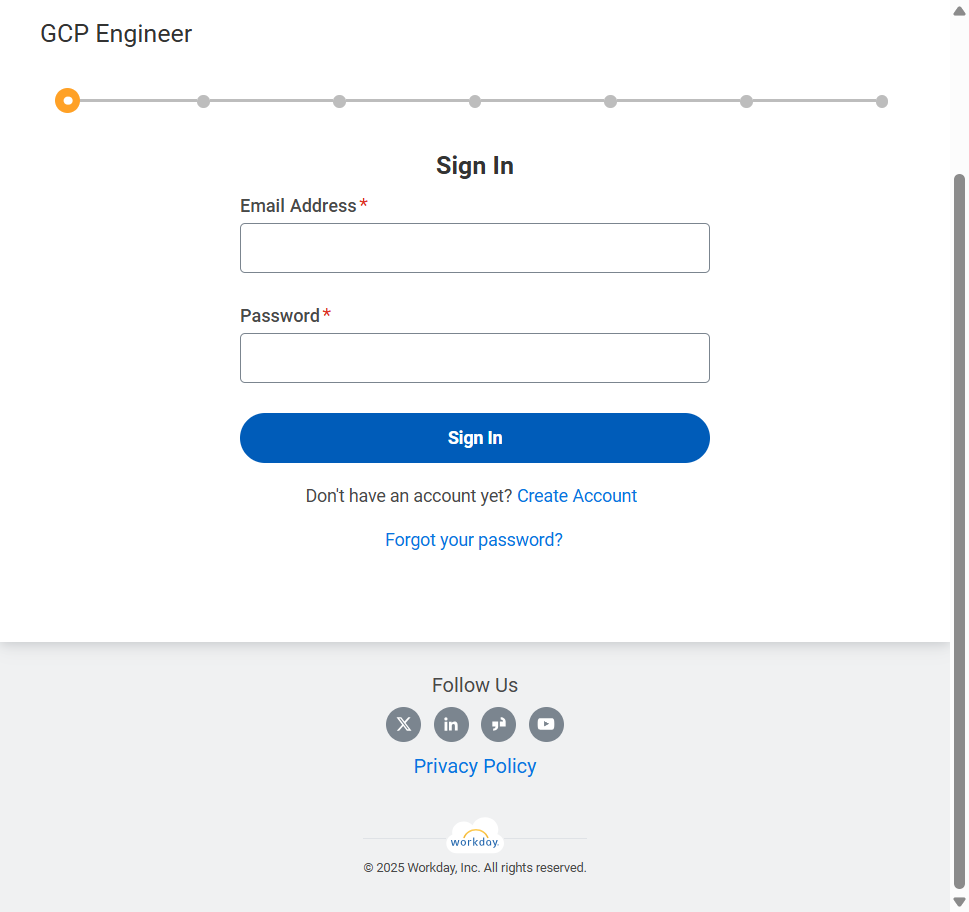 GCP Engineer
Sign In
Email Address*
Password*
Sign In
Don't have an account yet? Create Account
Forgot your password?
Follow Us
X in
Privacy Policy
workday.
© 2025 Workday, Inc. All rights reserved.